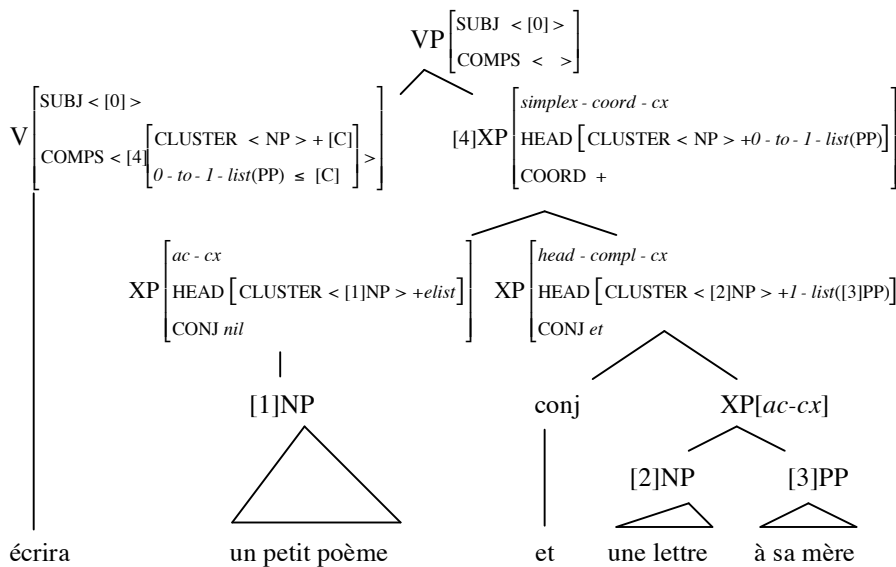 VP [SUBJ < [0] >
COMPS < >]
V [SUBJ < [0] >
COMPS < [4] [CLUSTER < NP > + [C]
0 - to - 1 - list(PP) ≤ [C]] >]
[4]XP [simplex - coord - cx
HEAD [CLUSTER < NP > +0 - to - 1 - list(PP)]
COORD +]
XP [ac - cx
HEAD [CLUSTER < [1]NP > +elist]
CONJ nil]
XP [head - compl - cx
HEAD [CLUSTER < [2]NP > +1 - list([3]PP)]
CONJ et]
[1]NP conj XP[ac-cx]
[2]NP [3]PP
écrira un petit poème et une lettre à sa mère